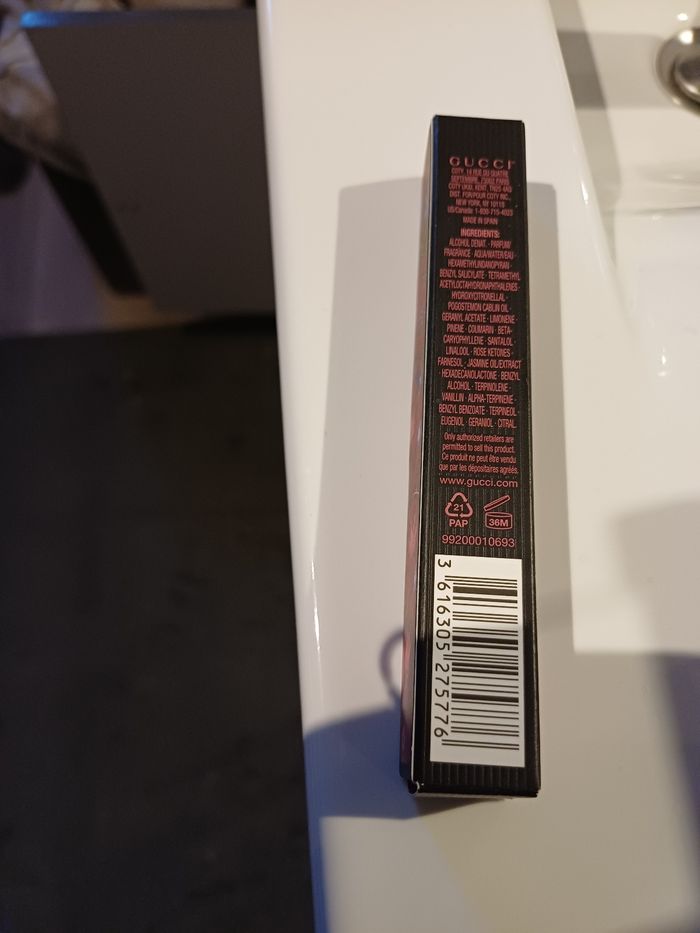 GUCCI
COTY, 14 RUE DU QUATRE
SEPTEMBRE, 75002 PARIS
COTY UKIG, KENT, TN25 4AQ
DIST. FOR/POUR COTY INC.,
NEW YORK, NY 10118
US/Canada: 1-800-715-4023
MADE IN SPAIN
INGREDIENTS:
ALCOHOL DENAT. · PARFUM/
FRAGRANCE · AQUA/WATER/EAU ·
HEXAMETHYLINDANOPYRAN ·
BENZYL SALICYLATE · TETRAMETHYL
ACETYLOCTAHYDRONAPHTHALENES ·
HYDROXYCITRONELLAL ·
POGOSTEMON CABLIN OIL ·
GERANYL ACETATE · LIMONENE ·
PINENE · COUMARIN · BETA-
CARYOPHYLLENE · SANTALOL ·
LINALOOL · ROSE KETONES ·
FARNESOL · JASMINE OIL/EXTRACT
· HEXADECANOLACTONE · BENZYL
ALCOHOL · TERPINOLENE ·
VANILLIN · ALPHA-TERPINENE ·
BENZYL BENZOATE · TERPINEOL ·
EUGENOL · GERANIOL · CITRAL.
Only authorized retailers are
permitted to sell this product.
Ce produit ne peut être vendu
que par les dépositaires agréés.
www.gucci.com
21
PAP
36M
99200010693
3 616305 275776